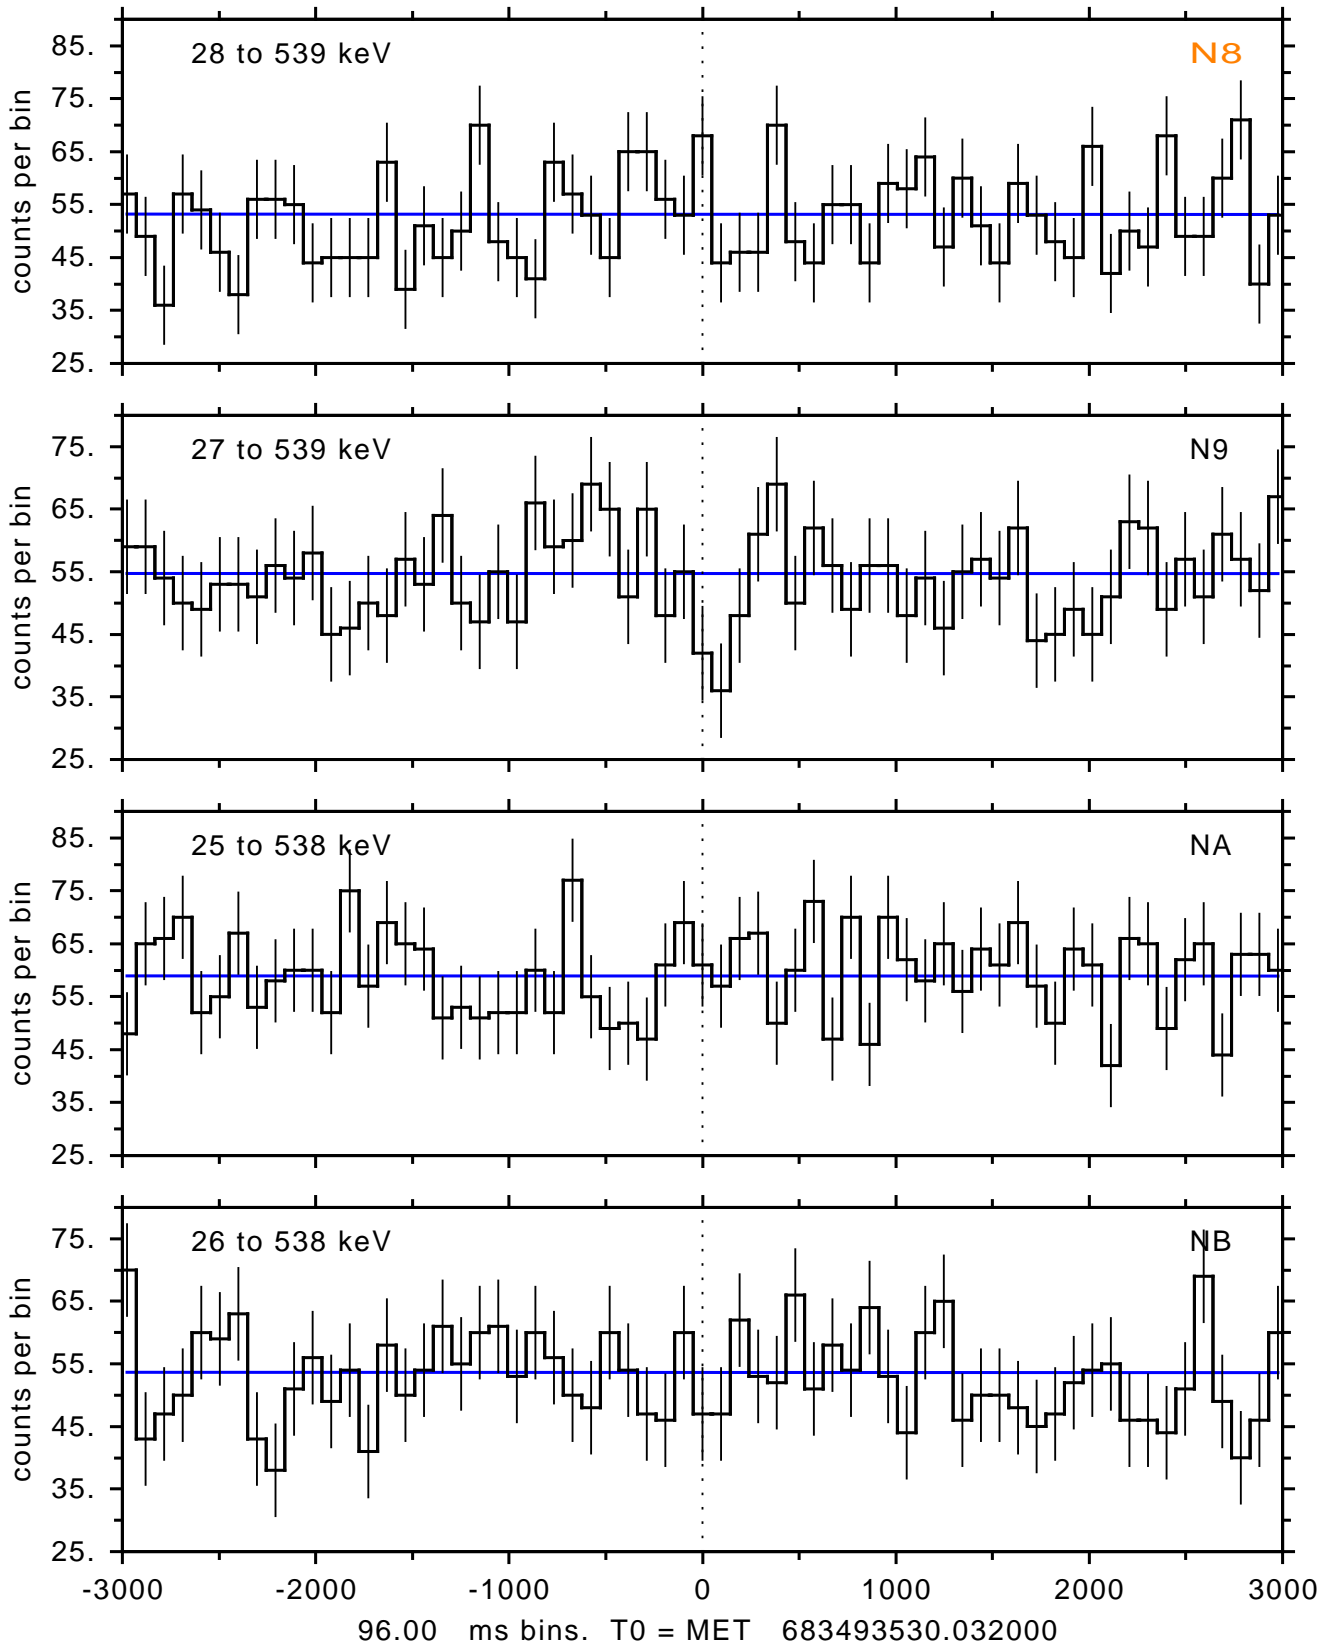 28 to 539 keV N8
85.
75.
65.
55.
45.
35.
25.
counts per bin
27 to 539 keV N9
75.
65.
55.
45.
35.
25.
counts per bin
25 to 538 keV NA
85.
75.
65.
55.
45.
35.
25.
counts per bin
26 to 538 keV NB
75.
65.
55.
45.
35.
25.
counts per bin
-3000 -2000 -1000 0 1000 2000 3000
96.00 ms bins. T0 = MET 683493530.032000